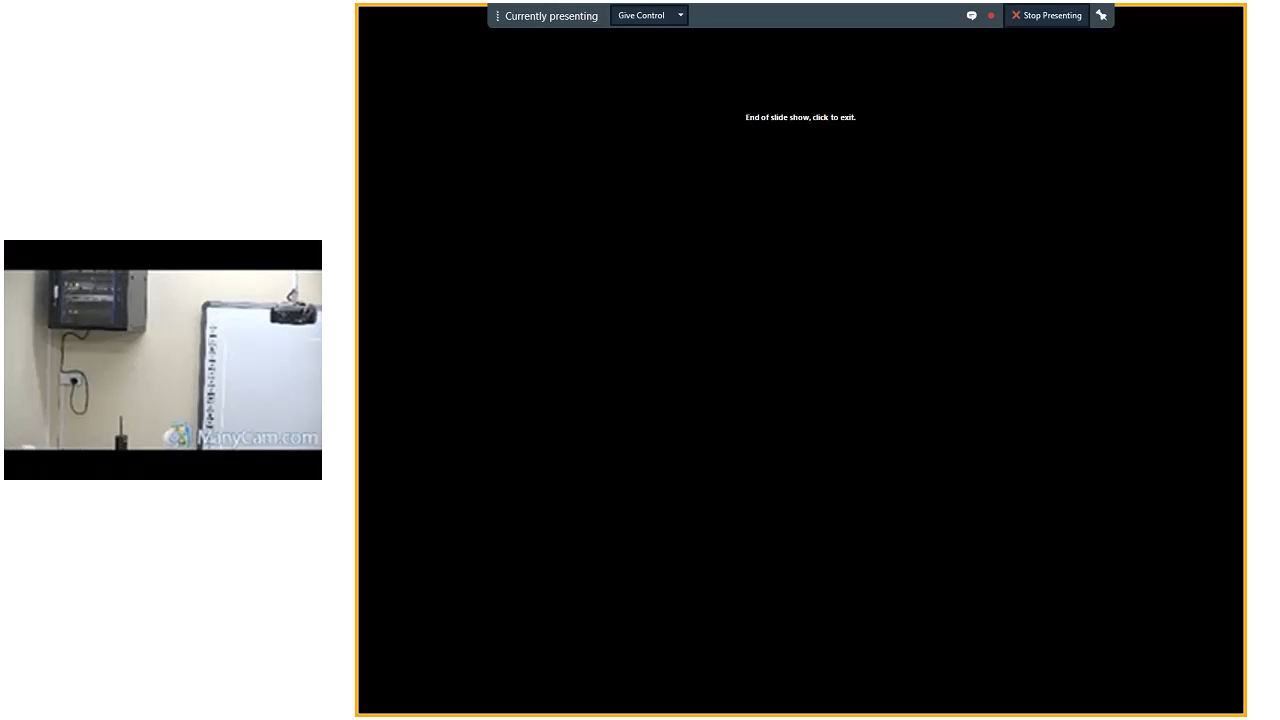 Currently presenting
Give Control
Stop Presenting
End of slide show, click to exit.
ManyCam.com